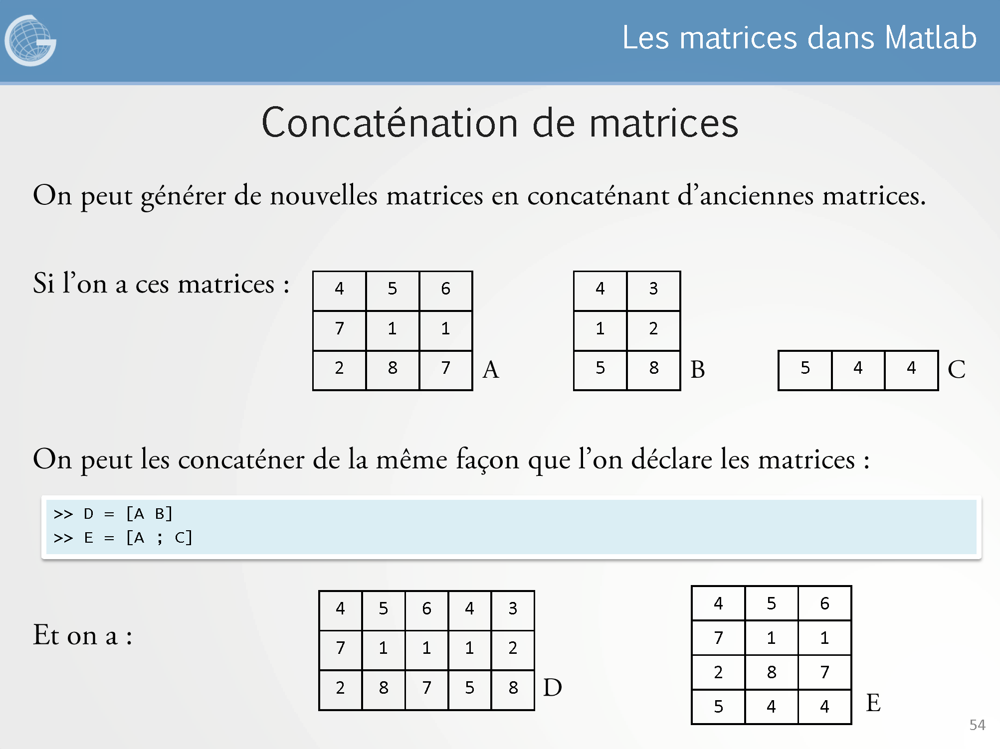 Les matrices dans Matlab
Concaténation de matrices
On peut générer de nouvelles matrices en concaténant d’anciennes matrices.
Si l’on a ces matrices :
4 5 6
7 1 1
2 8 7
A
4 3
1 2
5 8
B
5 4 4
C
On peut les concaténer de la même façon que l’on déclare les matrices :
>> D = [A B]
>> E = [A ; C]
Et on a :
4 5 6 4 3
7 1 1 1 2
2 8 7 5 8
D
4 5 6
7 1 1
2 8 7
5 4 4
E
54